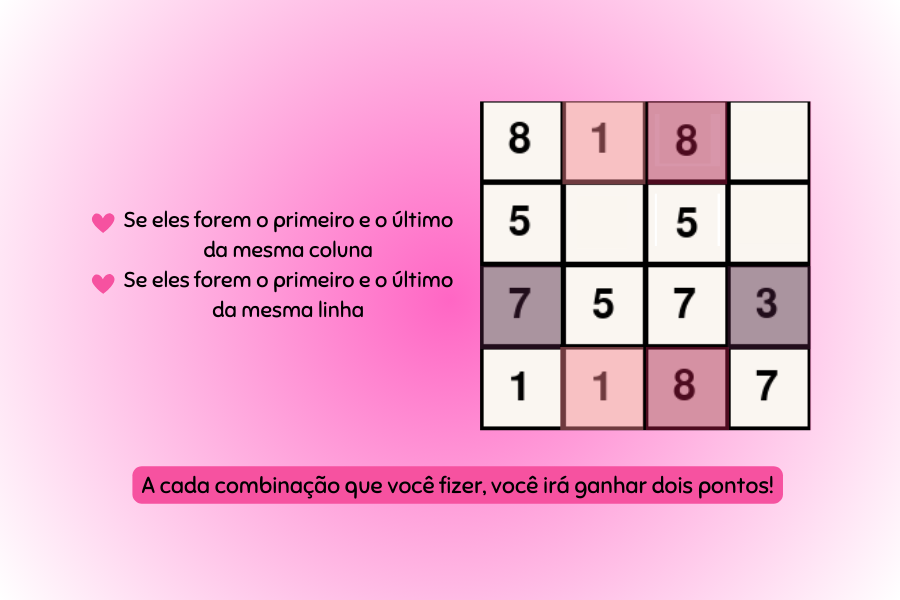 Se eles forem o primeiro e o último
da mesma coluna
Se eles forem o primeiro e o último
da mesma linha
8 1 8
5 5
7 5 7 3
1 1 8 7
A cada combinação que você fizer, você irá ganhar dois pontos!